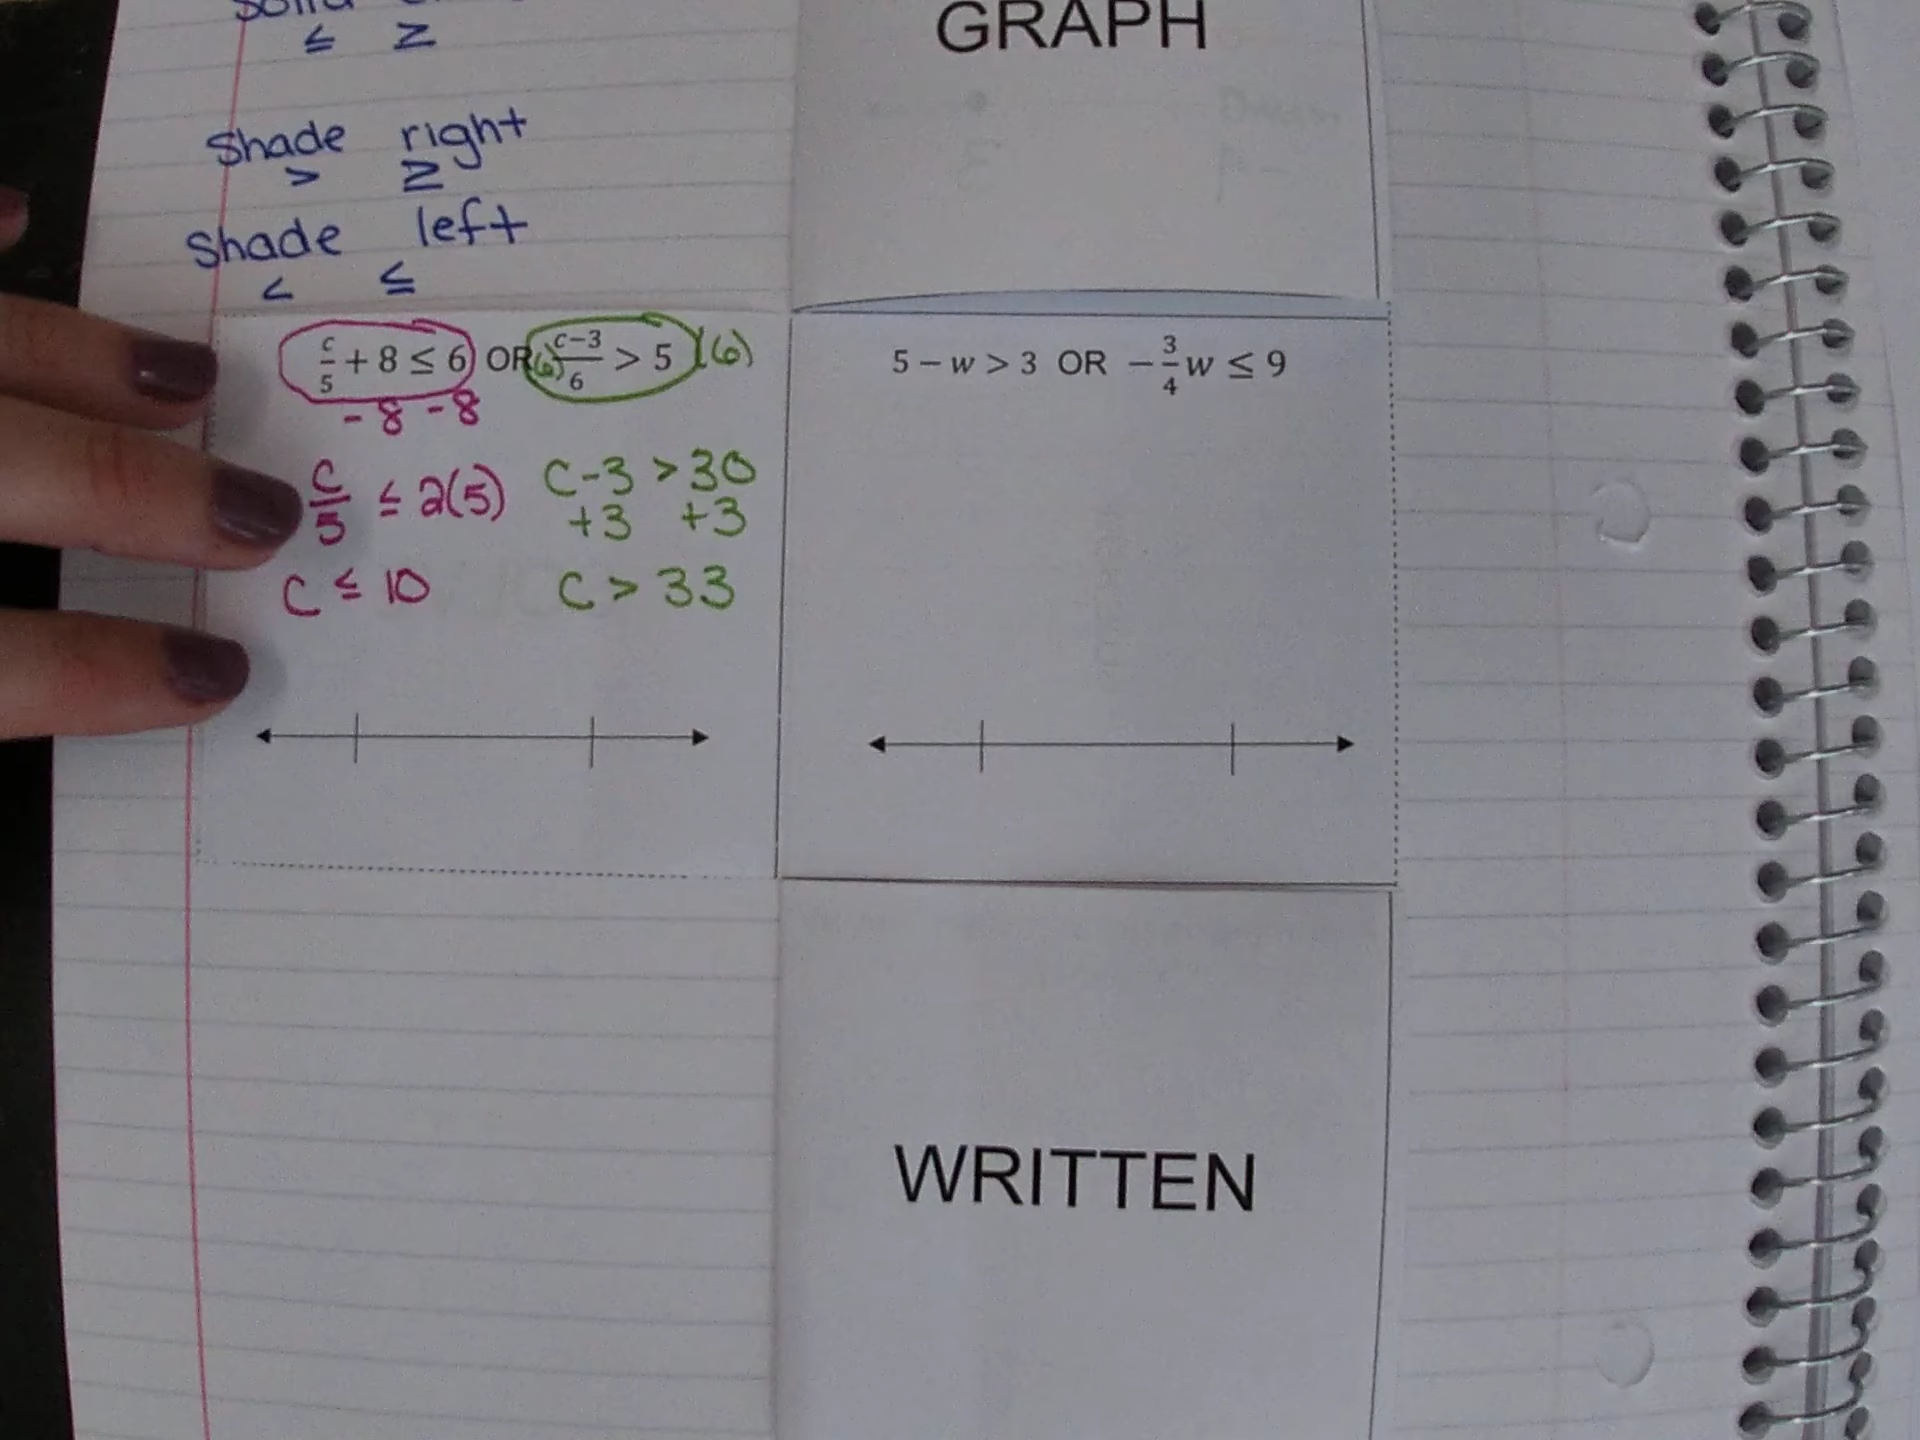 ≤ ≥
Shade right
> ≥
Shade left
< ≤
GRAPH
c/5 + 8 ≤ 6 OR (6) c−3/6 > 5 (6)
-8 -8
c/5 ≤ 2(5)
c ≤ 10
c-3 > 30
+3 +3
c > 33
5 − w > 3 OR −3/4 w ≤ 9
WRITTEN